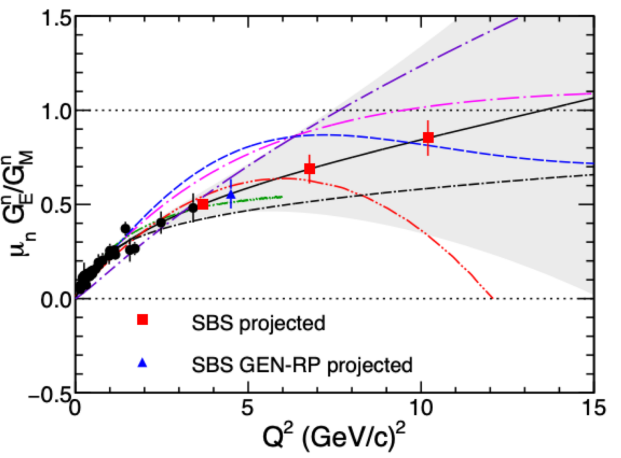 1.5
1.0
0.5
0.0
−0.5
μn GEn/GMn
SBS projected
SBS GEN-RP projected
0 5 10 15
Q2 (GeV/c)2